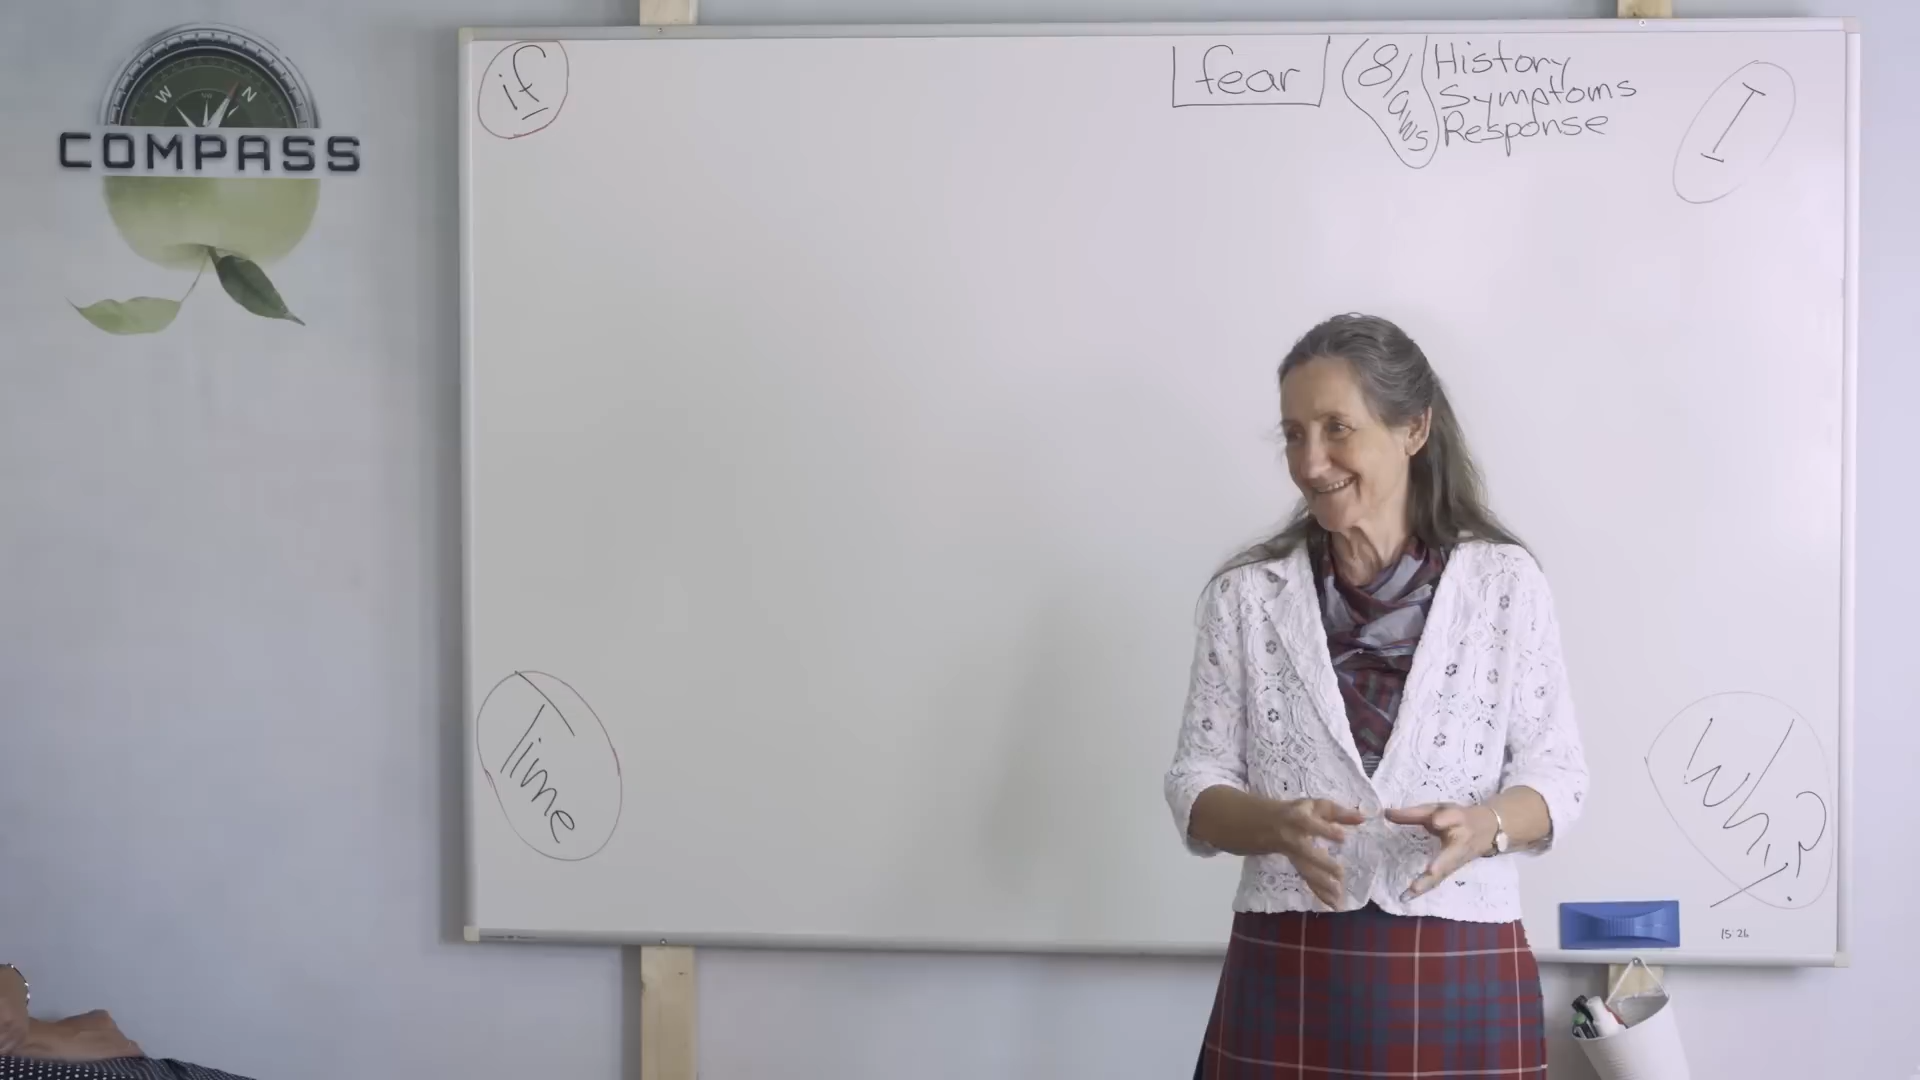 W N
COMPASS
if
fear
8 laws
History
Symptoms
Response
I
Time
Why?
15:26